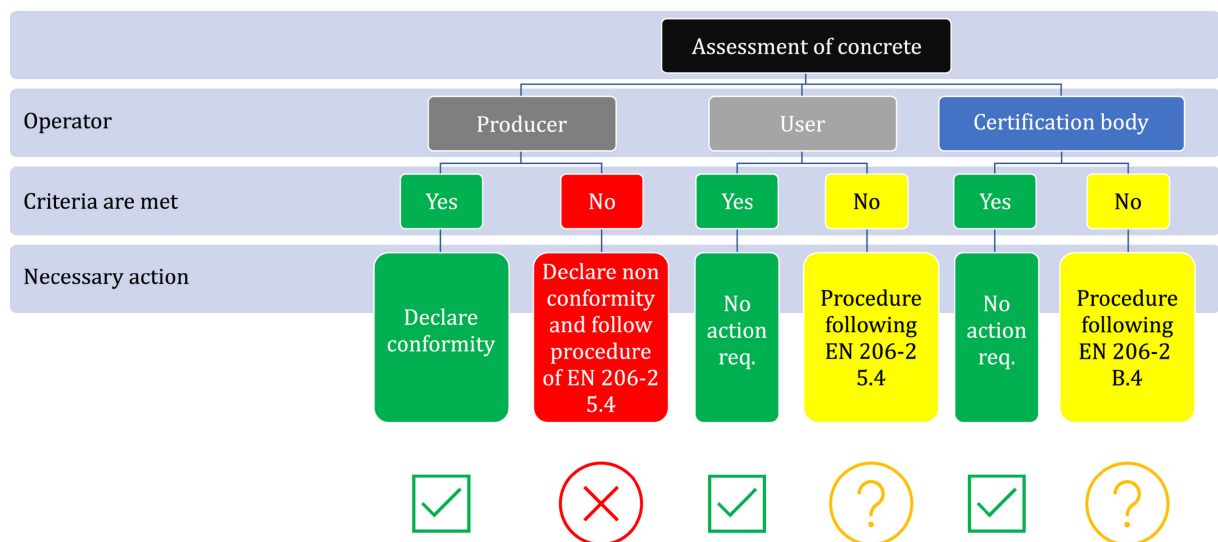 Assessment of concrete
Operator
Producer
User
Certification body
Criteria are met
Yes
No
Yes
No
Yes
No
Necessary action
Declare
conformity
Declare non
conformity
and follow
procedure
of EN 206-2
5.4
No
action
req.
Procedure
following
EN 206-2
5.4
No
action
req.
Procedure
following
EN 206-2
B.4
?
?